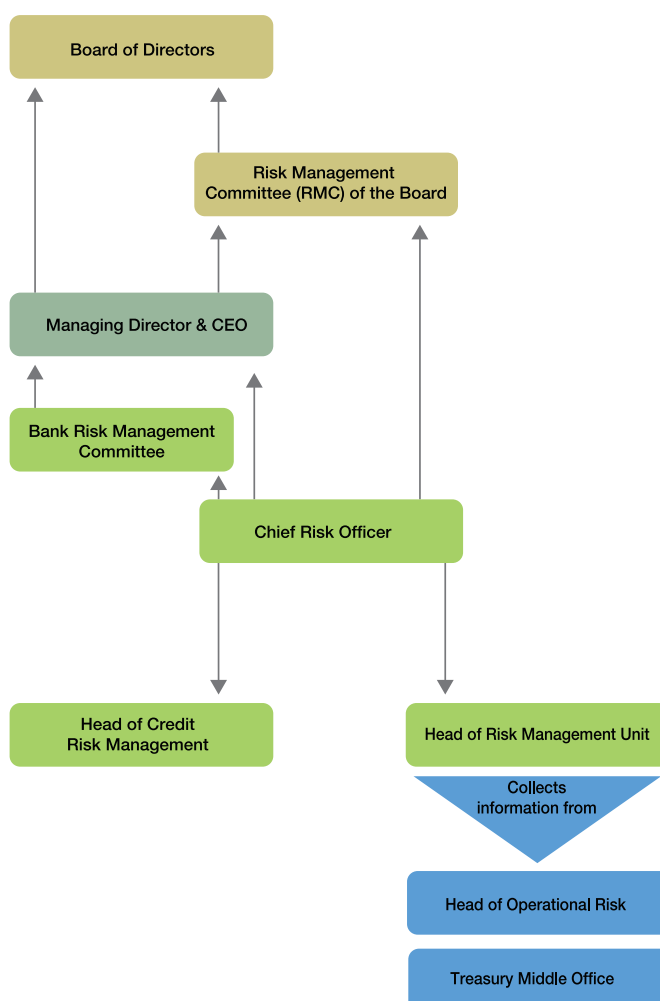 Board of Directors
Risk Management
Committee (RMC) of the Board
Managing Director & CEO
Bank Risk Management
Committee
Chief Risk Officer
Head of Credit
Risk Management
Head of Risk Management Unit
Collects
information from
Head of Operational Risk
Treasury Middle Office